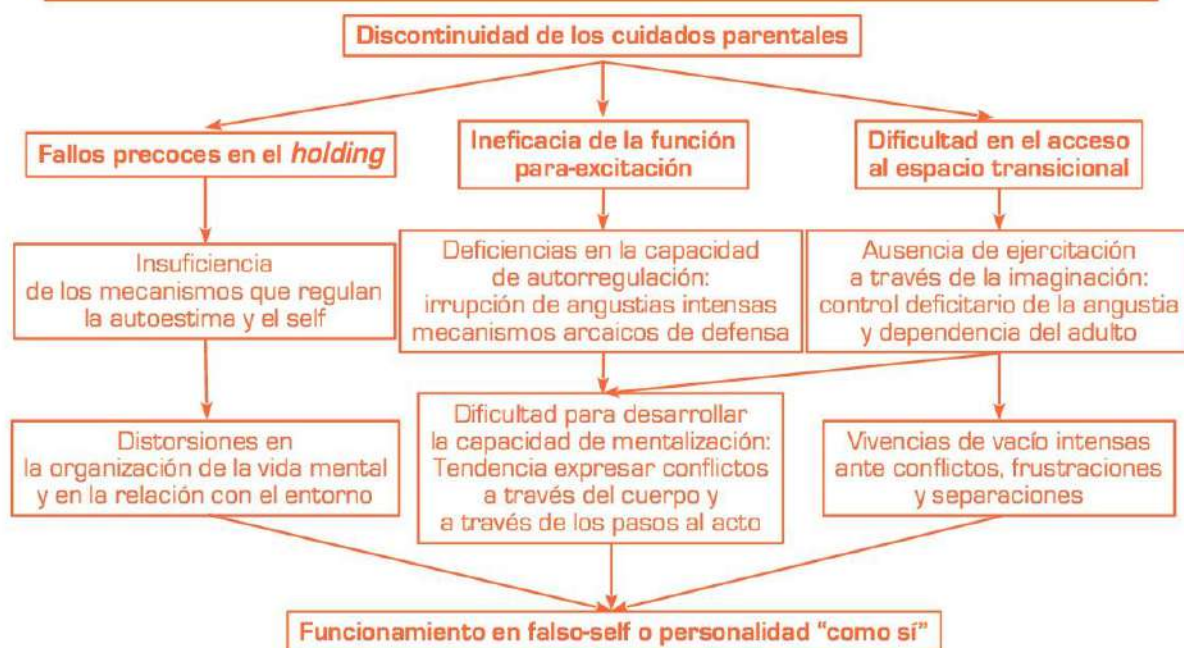 Discontinuidad de los cuidados parentales
Fallos precoces en el holding
Ineficacia de la función
para-excitación
Dificultad en el acceso
al espacio transicional
Insuficiencia
de los mecanismos que regulan
la autoestima y el self
Deficiencias en la capacidad
de autorregulación:
irrupción de angustias intensas
mecanismos arcaicos de defensa
Ausencia de ejercitación
a través de la imaginación:
control deficitario de la angustia
y dependencia del adulto
Distorsiones en
la organización de la vida mental
y en la relación con el entorno
Dificultad para desarrollar
la capacidad de mentalización:
Tendencia expresar conflictos
a través del cuerpo y
a través de los pasos al acto
Vivencias de vacío intensas
ante conflictos, frustraciones
y separaciones
Funcionamiento en falso-self o personalidad “como sí”